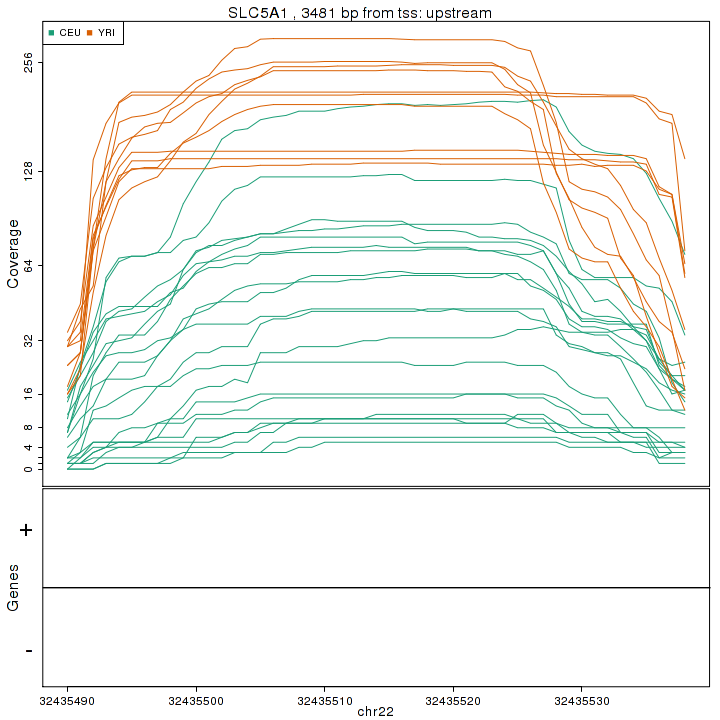 SLC5A1 , 3481 bp from tss: upstream
CEU YRI
256
128
64
32
16
8
4
0
Coverage
+
-
Genes
32435490 32435500 32435510 32435520 32435530
chr22